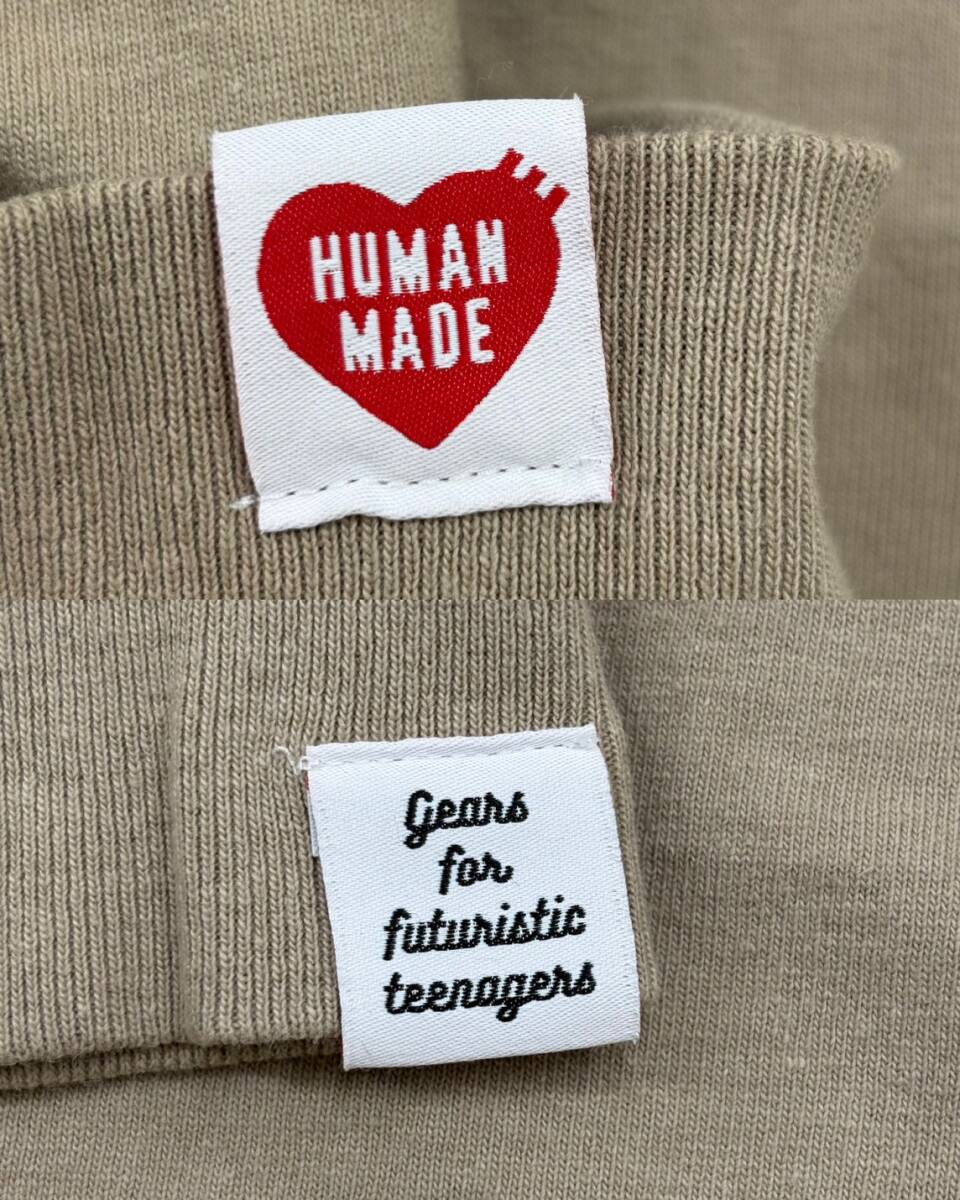 HUMAN
MADE
Gears
for
futuristic
teenagers